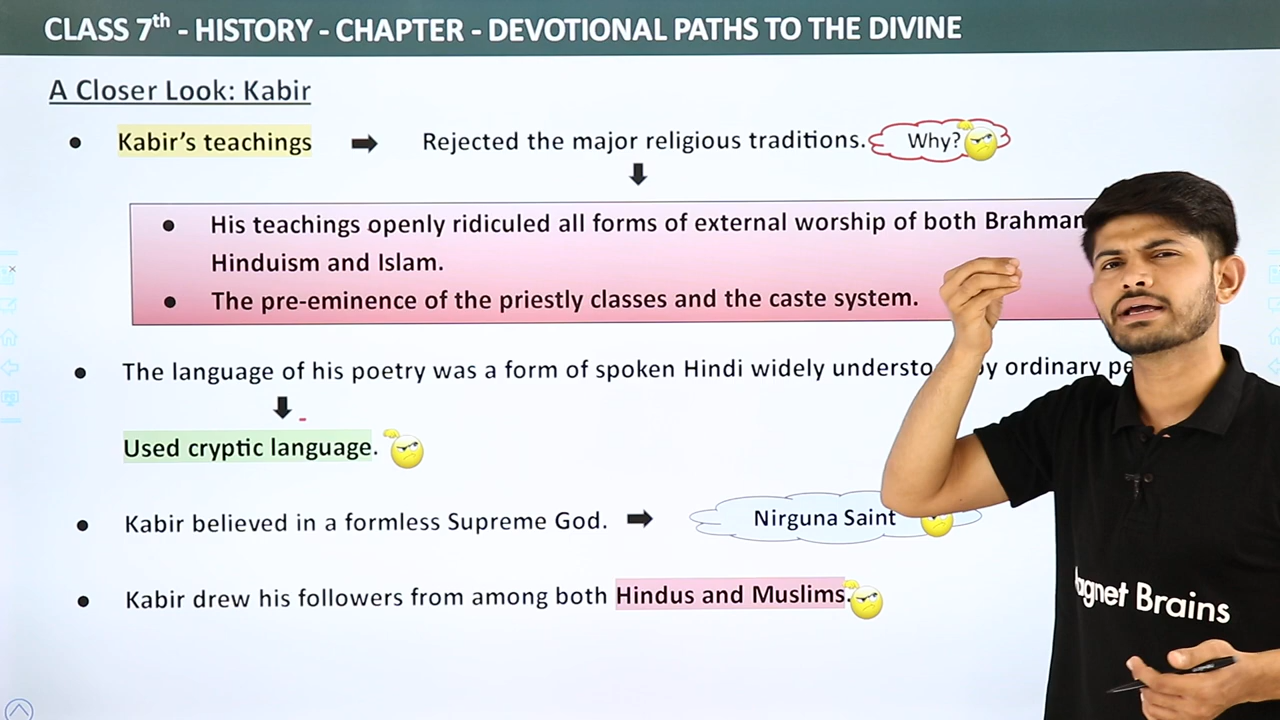 CLASS 7th - HISTORY - CHAPTER - DEVOTIONAL PATHS TO THE DIVINE
A Closer Look: Kabir
• Kabir's teachings ➡ Rejected the major religious traditions. Why?
• His teachings openly ridiculed all forms of external worship of both Brahman
Hinduism and Islam.
• The pre-eminence of the priestly classes and the caste system.
• The language of his poetry was a form of spoken Hindi widely understo y ordinary pe
Used cryptic language.
• Kabir believed in a formless Supreme God. ➡ Nirguna Saint
• Kabir drew his followers from among both Hindus and Muslims.
agnet Brains